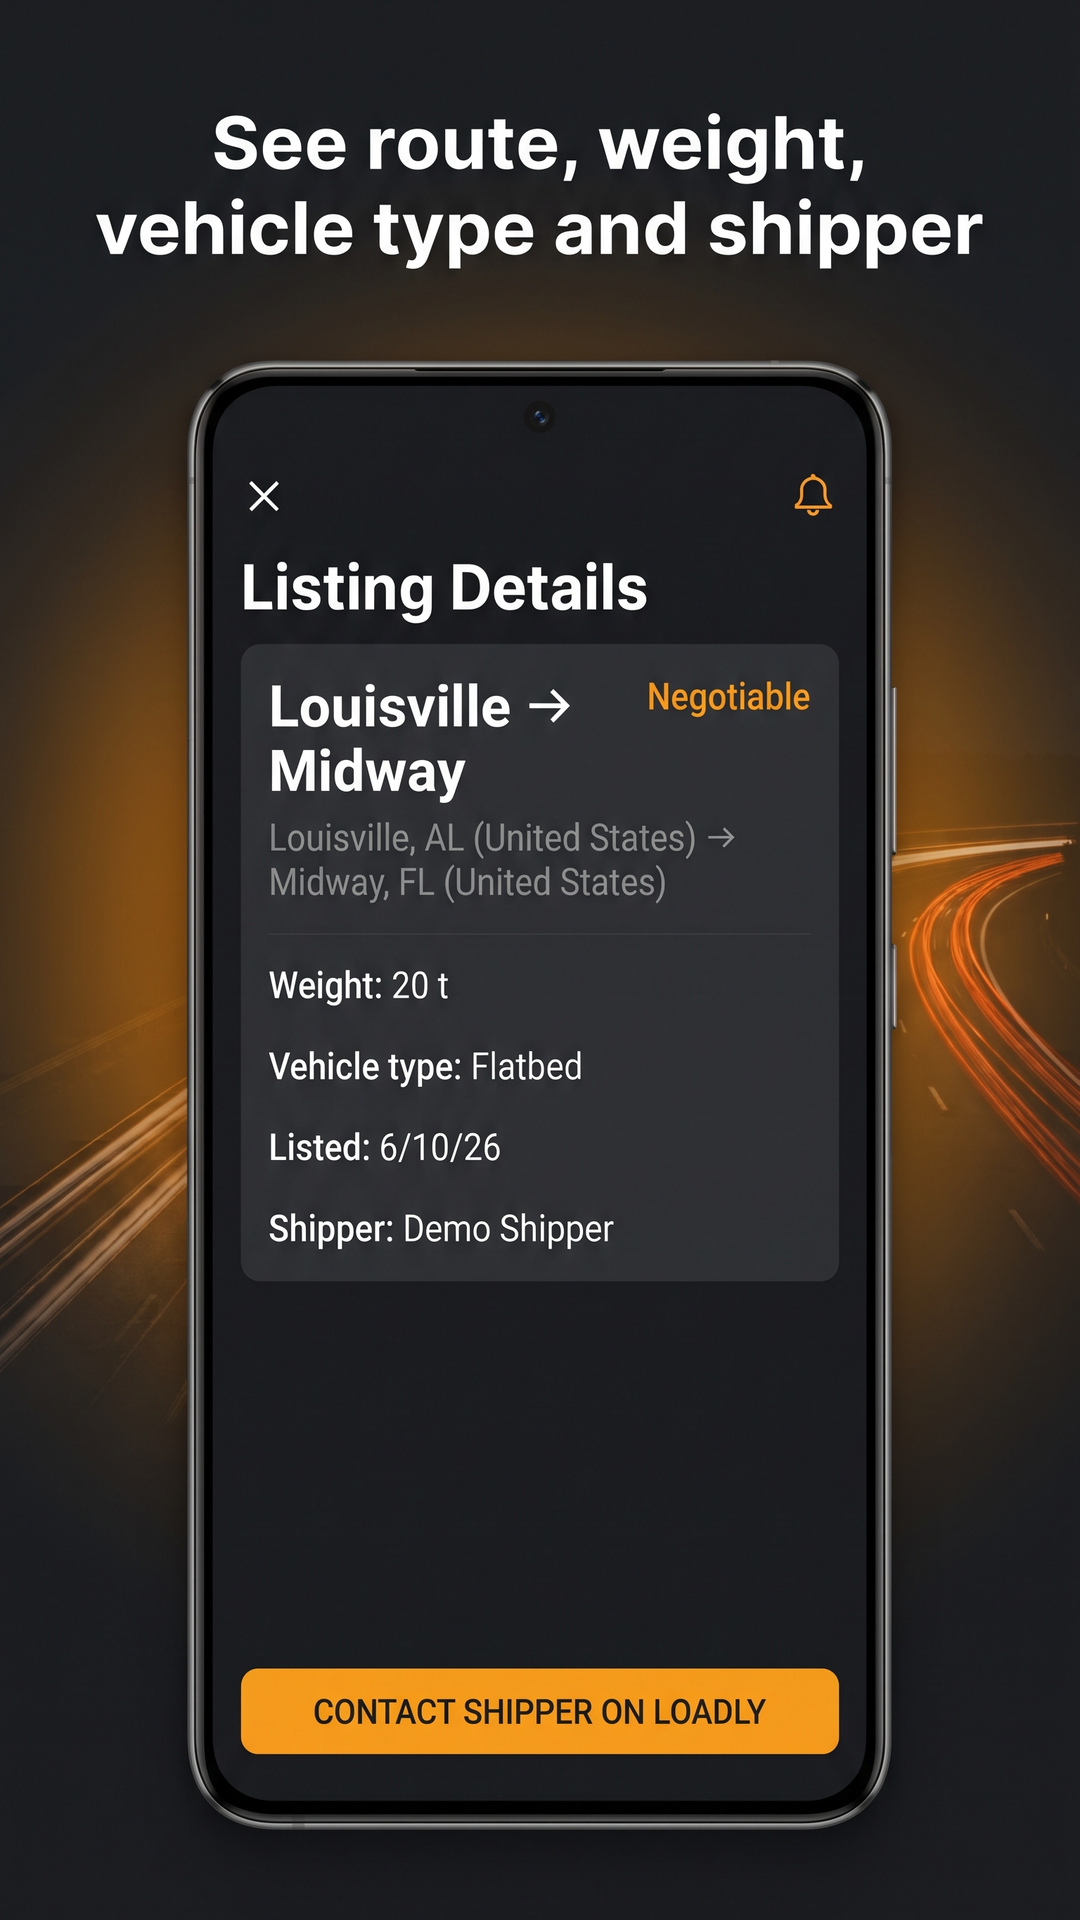 See route, weight,
vehicle type and shipper
Listing Details
Louisville →
Midway
Negotiable
Louisville, AL (United States) →
Midway, FL (United States)
Weight: 20 t
Vehicle type: Flatbed
Listed: 6/10/26
Shipper: Demo Shipper
CONTACT SHIPPER ON LOADLY